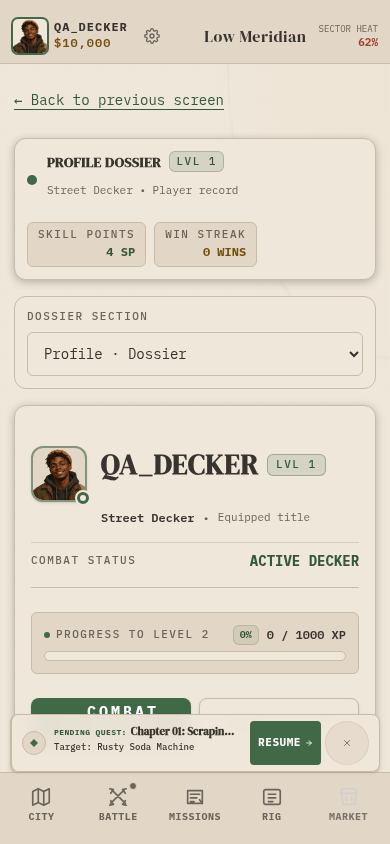 QA_DECKER
$10,000
Low Meridian
SECTOR HEAT
62%
← Back to previous screen
PROFILE DOSSIER LVL 1
Street Decker • Player record
SKILL POINTS
4 SP
WIN STREAK
0 WINS
DOSSIER SECTION
Profile · Dossier
QA_DECKER LVL 1
Street Decker • Equipped title
COMBAT STATUS ACTIVE DECKER
PROGRESS TO LEVEL 2 0% 0 / 1000 XP
COMBAT
PENDING QUEST: Chapter 01: Scrapin...
Target: Rusty Soda Machine
RESUME →
×
CITY BATTLE MISSIONS RIG MARKET